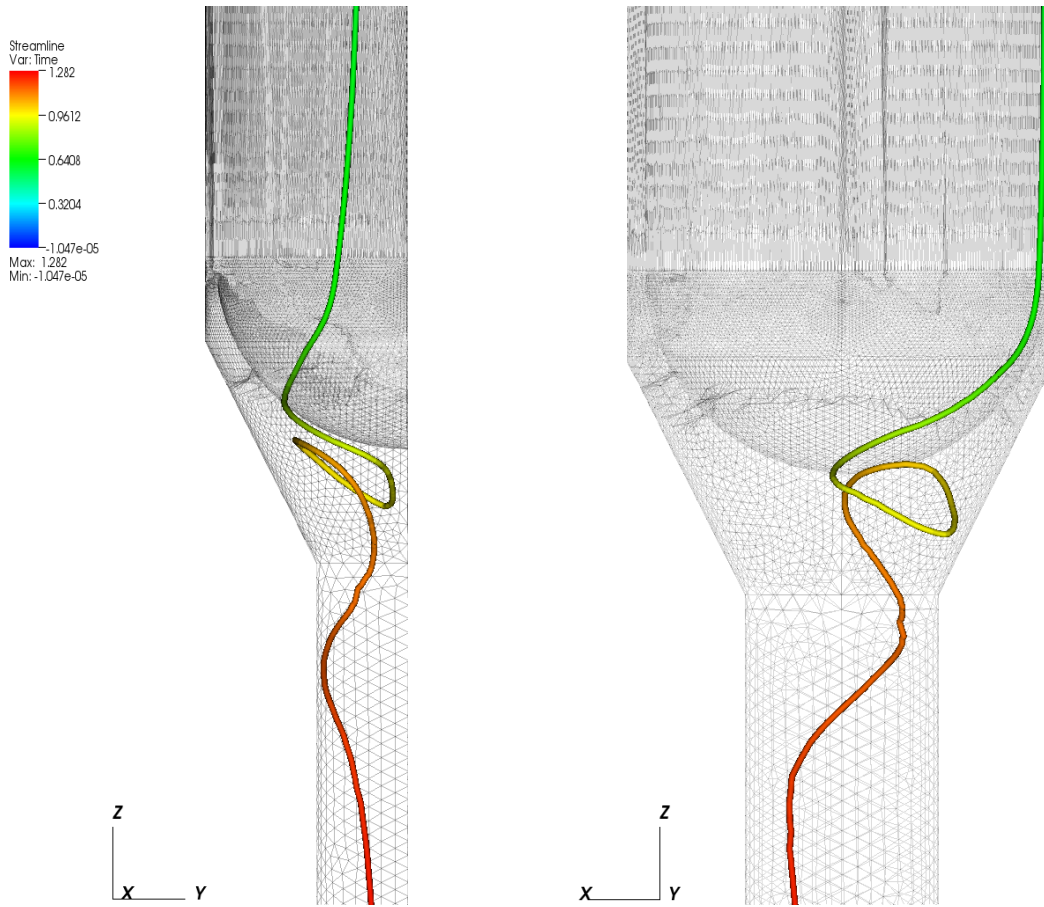 Streamline
Var: Time
1.282
0.9612
0.6408
0.3204
-1.047e-05
Max: 1.282
Min: -1.047e-05
Z
X Y
Z
X Y